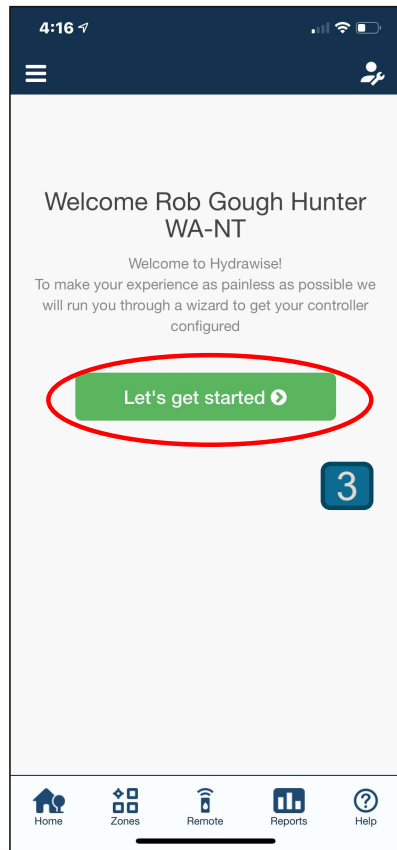 4:16
Welcome Rob Gough Hunter
WA-NT
Welcome to Hydrawise!
To make your experience as painless as possible we
will run you through a wizard to get your controller
configured
Let's get started
3
Home Zones Remote Reports Help